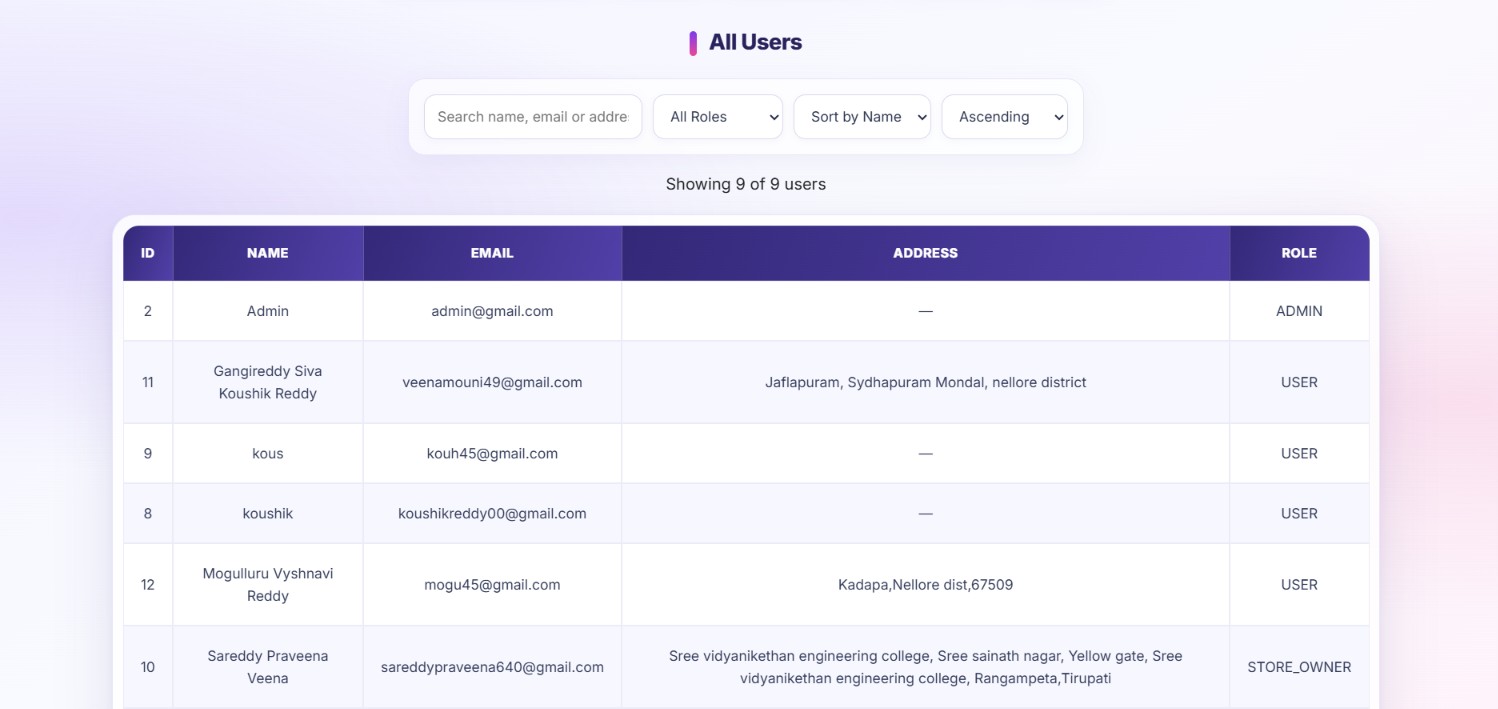 All Users
Search name, email or addre
All Roles
Sort by Name
Ascending
Showing 9 of 9 users
ID NAME EMAIL ADDRESS ROLE
2 Admin admin@gmail.com — ADMIN
Gangireddy Siva
11 veenamouni49@gmail.com Jaflapuram, Sydhapuram Mondal, nellore district USER
Koushik Reddy
9 kous kouh45@gmail.com — USER
8 koushik koushikreddy00@gmail.com — USER
Mogulluru Vyshnavi
12 mogu45@gmail.com Kadapa,Nellore dist,67509 USER
Reddy
Sareddy Praveena Sree vidyanikethan engineering college, Sree sainath nagar, Yellow gate, Sree
10 sareddypraveena640@gmail.com STORE_OWNER
Veena vidyanikethan engineering college, Rangampeta,Tirupati